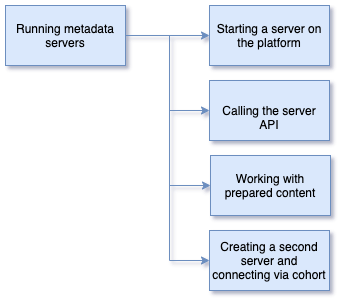 Running metadata
servers
Starting a server on
the platform
Calling the server
API
Working with
prepared content
Creating a second
server and
connecting via cohort